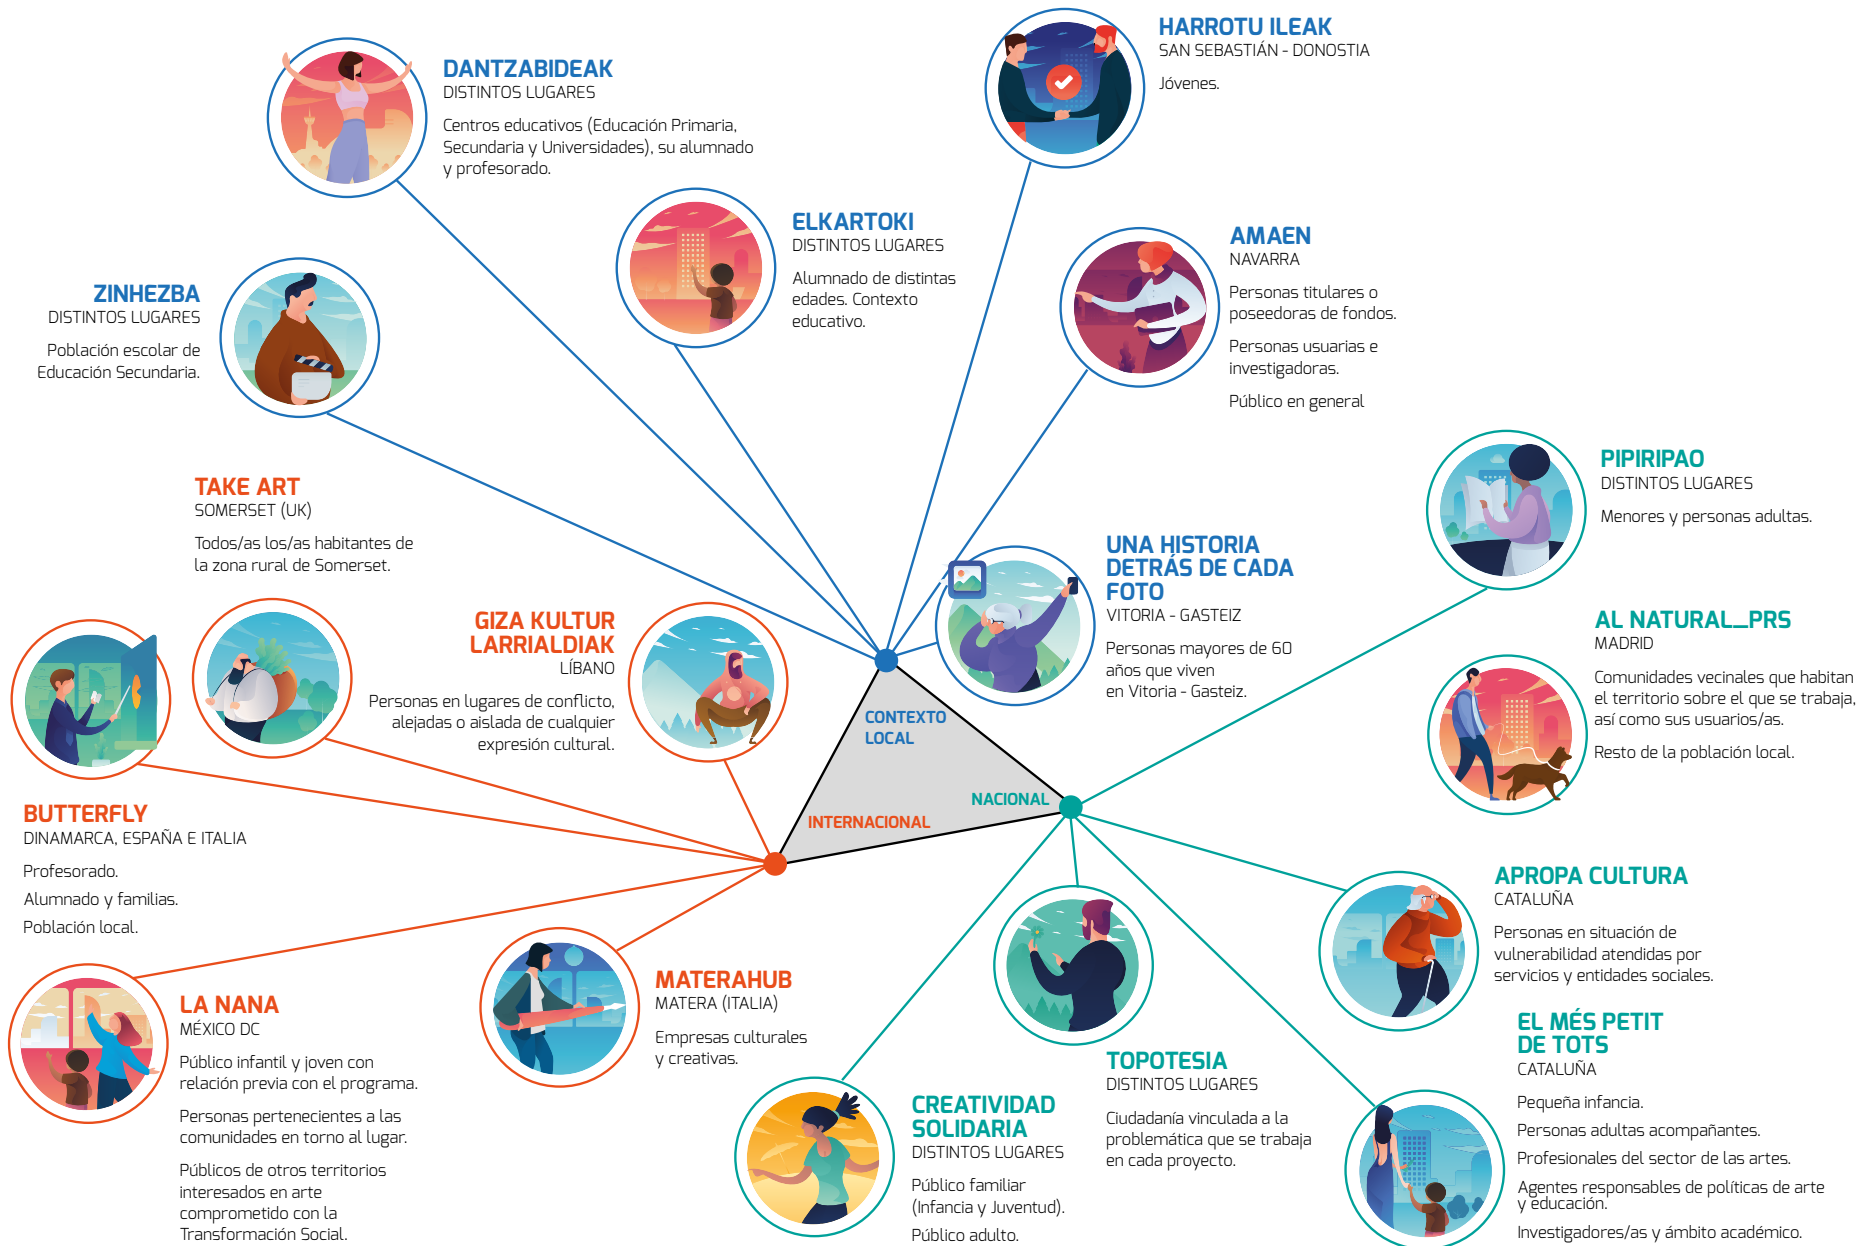 DANTZABIDEAK
DISTINTOS LUGARES
Centros educativos (Educación Primaria,
Secundaria y Universidades), su alumnado
y profesorado.
HARROTU ILEAK
SAN SEBASTIÁN - DONOSTIA
Jóvenes.
ELKARTOKI
DISTINTOS LUGARES
Alumnado de distintas
edades. Contexto
educativo.
AMAEN
NAVARRA
Personas titulares o
poseedoras de fondos.
Personas usuarias e
investigadoras.
Público en general
ZINHEZBA
DISTINTOS LUGARES
Población escolar de
Educación Secundaria.
PIPIRIPAO
DISTINTOS LUGARES
Menores y personas adultas.
TAKE ART
SOMERSET (UK)
Todos/as los/as habitantes de
la zona rural de Somerset.
UNA HISTORIA
DETRÁS DE CADA
FOTO
VITORIA - GASTEIZ
Personas mayores de 60
años que viven
en Vitoria - Gasteiz.
GIZA KULTUR
LARRIALDIAK
LÍBANO
Personas en lugares de conflicto,
alejadas o aislada de cualquier
expresión cultural.
AL NATURAL_PRS
MADRID
Comunidades vecinales que habitan
el territorio sobre el que se trabaja,
así como sus usuarios/as.
Resto de la población local.
CONTEXTO
LOCAL
NACIONAL
INTERNACIONAL
BUTTERFLY
DINAMARCA, ESPAÑA E ITALIA
Profesorado.
Alumnado y familias.
Población local.
APROPA CULTURA
CATALUÑA
Personas en situación de
vulnerabilidad atendidas por
servicios y entidades sociales.
LA NANA
MÉXICO DC
Público infantil y joven con
relación previa con el programa.
Personas pertenecientes a las
comunidades en torno al lugar.
Públicos de otros territorios
interesados en arte
comprometido con la
Transformación Social.
MATERAHUB
MATERA (ITALIA)
Empresas culturales
y creativas.
CREATIVIDAD
SOLIDARIA
DISTINTOS LUGARES
Público familiar
(Infancia y Juventud).
Público adulto.
TOPOTESIA
DISTINTOS LUGARES
Ciudadanía vinculada a la
problemática que se trabaja
en cada proyecto.
EL MÉS PETIT
DE TOTS
CATALUÑA
Pequeña infancia.
Personas adultas acompañantes.
Profesionales del sector de las artes.
Agentes responsables de políticas de arte
y educación.
Investigadores/as y ámbito académico.